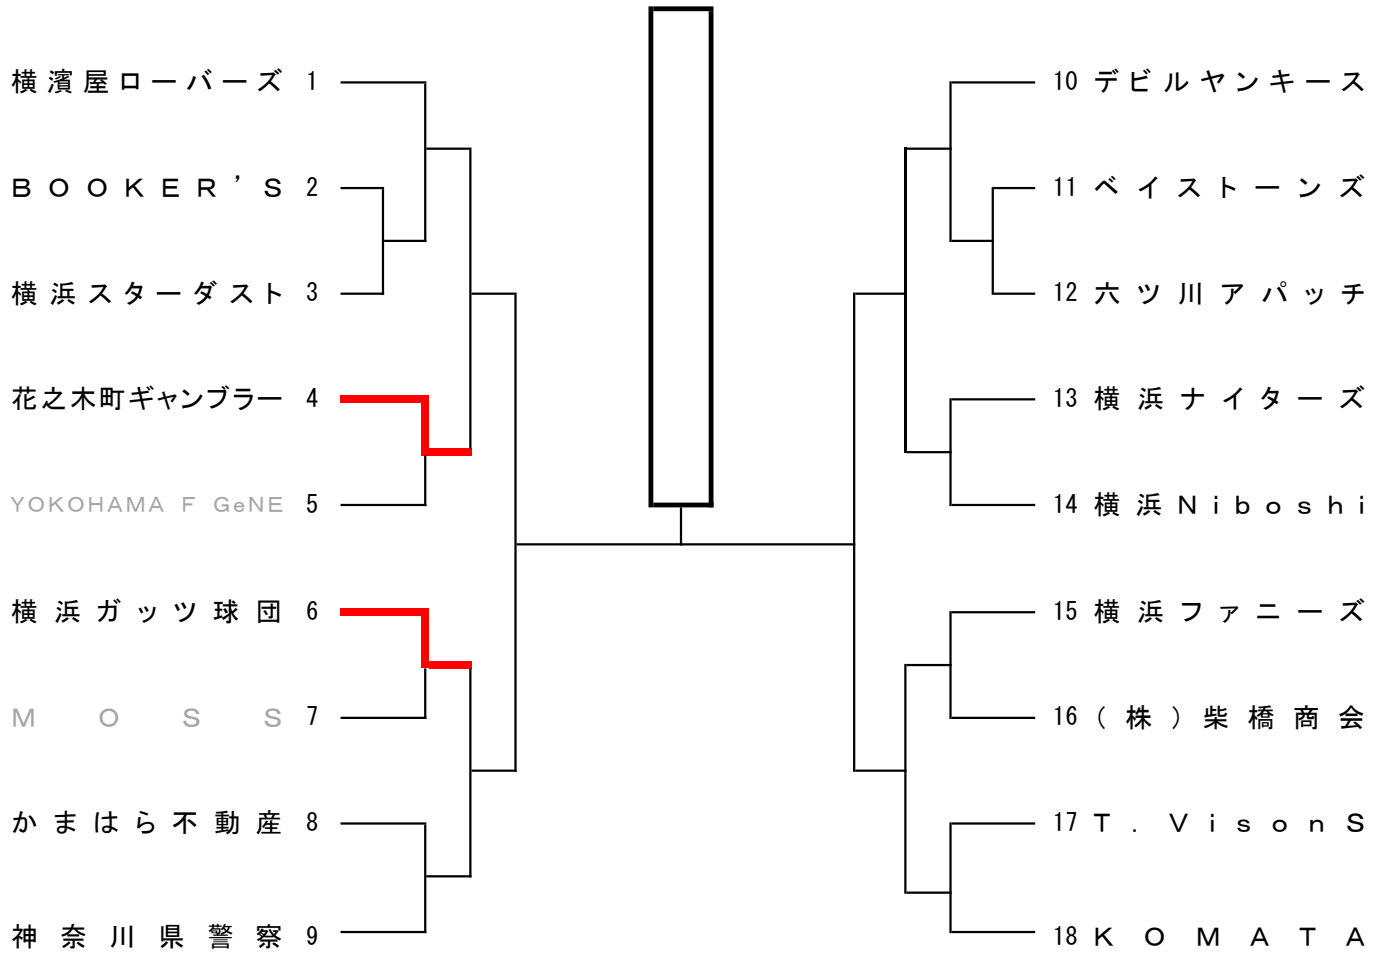 横濱屋ローバーズ 1
BOOKER'S 2
横浜スターダスト 3
花之木町ギャンブラー 4
YOKOHAMA F GeNE 5
横浜ガッツ球団 6
MOSS 7
かまはら不動産 8
神奈川県警察 9
10 デビルヤンキース
11 ベイストーンズ
12 六ツ川アパッチ
13 横浜ナイターズ
14 横浜Niboshi
15 横浜ファニーズ
16 (株)柴橋商会
17 T.VisonS
18 KOMATA